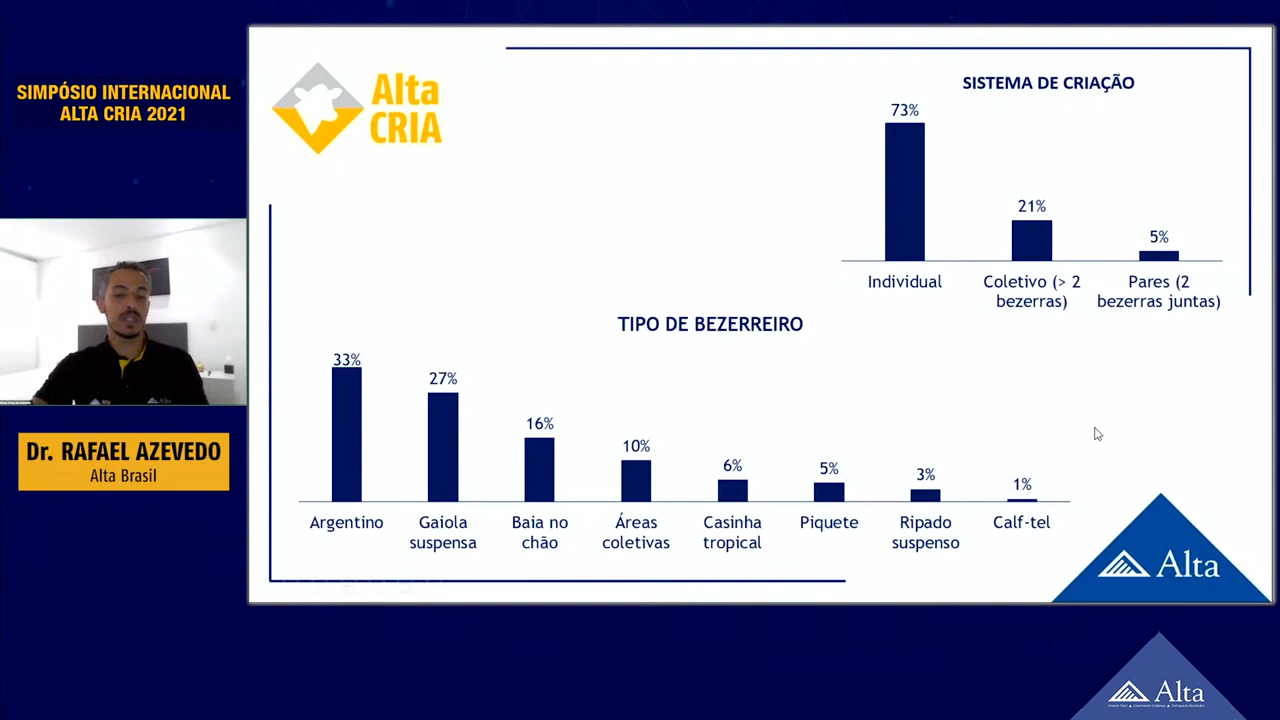 SIMPÓSIO INTERNACIONAL
ALTA CRIA 2021
Dr. RAFAEL AZEVEDO
Alta Brasil
Alta
CRIA
SISTEMA DE CRIAÇÃO
73%
21%
5%
Individual
Coletivo (> 2
bezerras)
Pares (2
bezerras juntas)
TIPO DE BEZERREIRO
33%
27%
16%
10%
6%
5%
3%
1%
Argentino
Gaiola
suspensa
Baia no
chão
Áreas
coletivas
Casinha
tropical
Piquete
Ripado
suspenso
Calf-tel
Alta
Alta